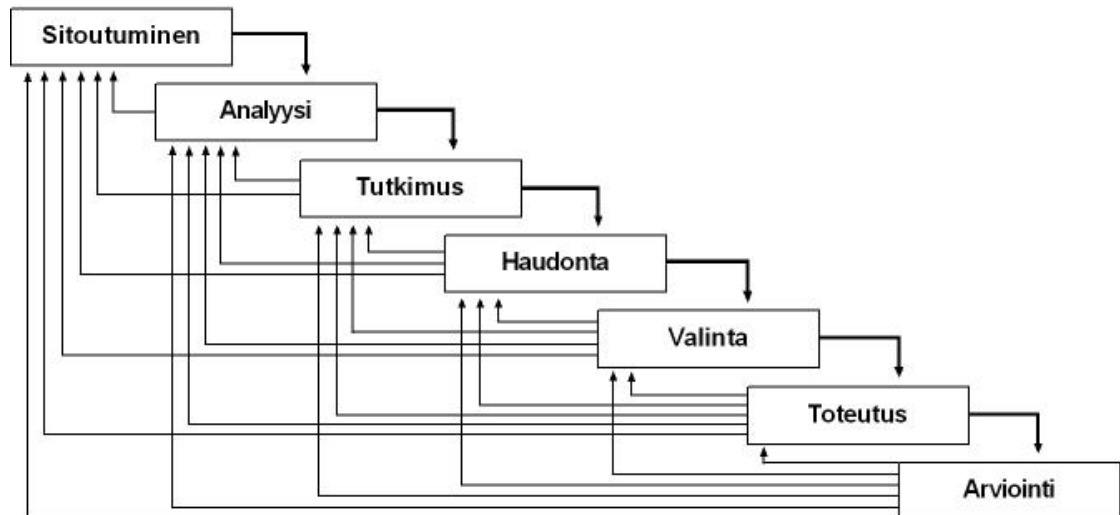 Sitoutuminen
Analyysi
Tutkimus
Haudonta
Valinta
Toteutus
Arviointi